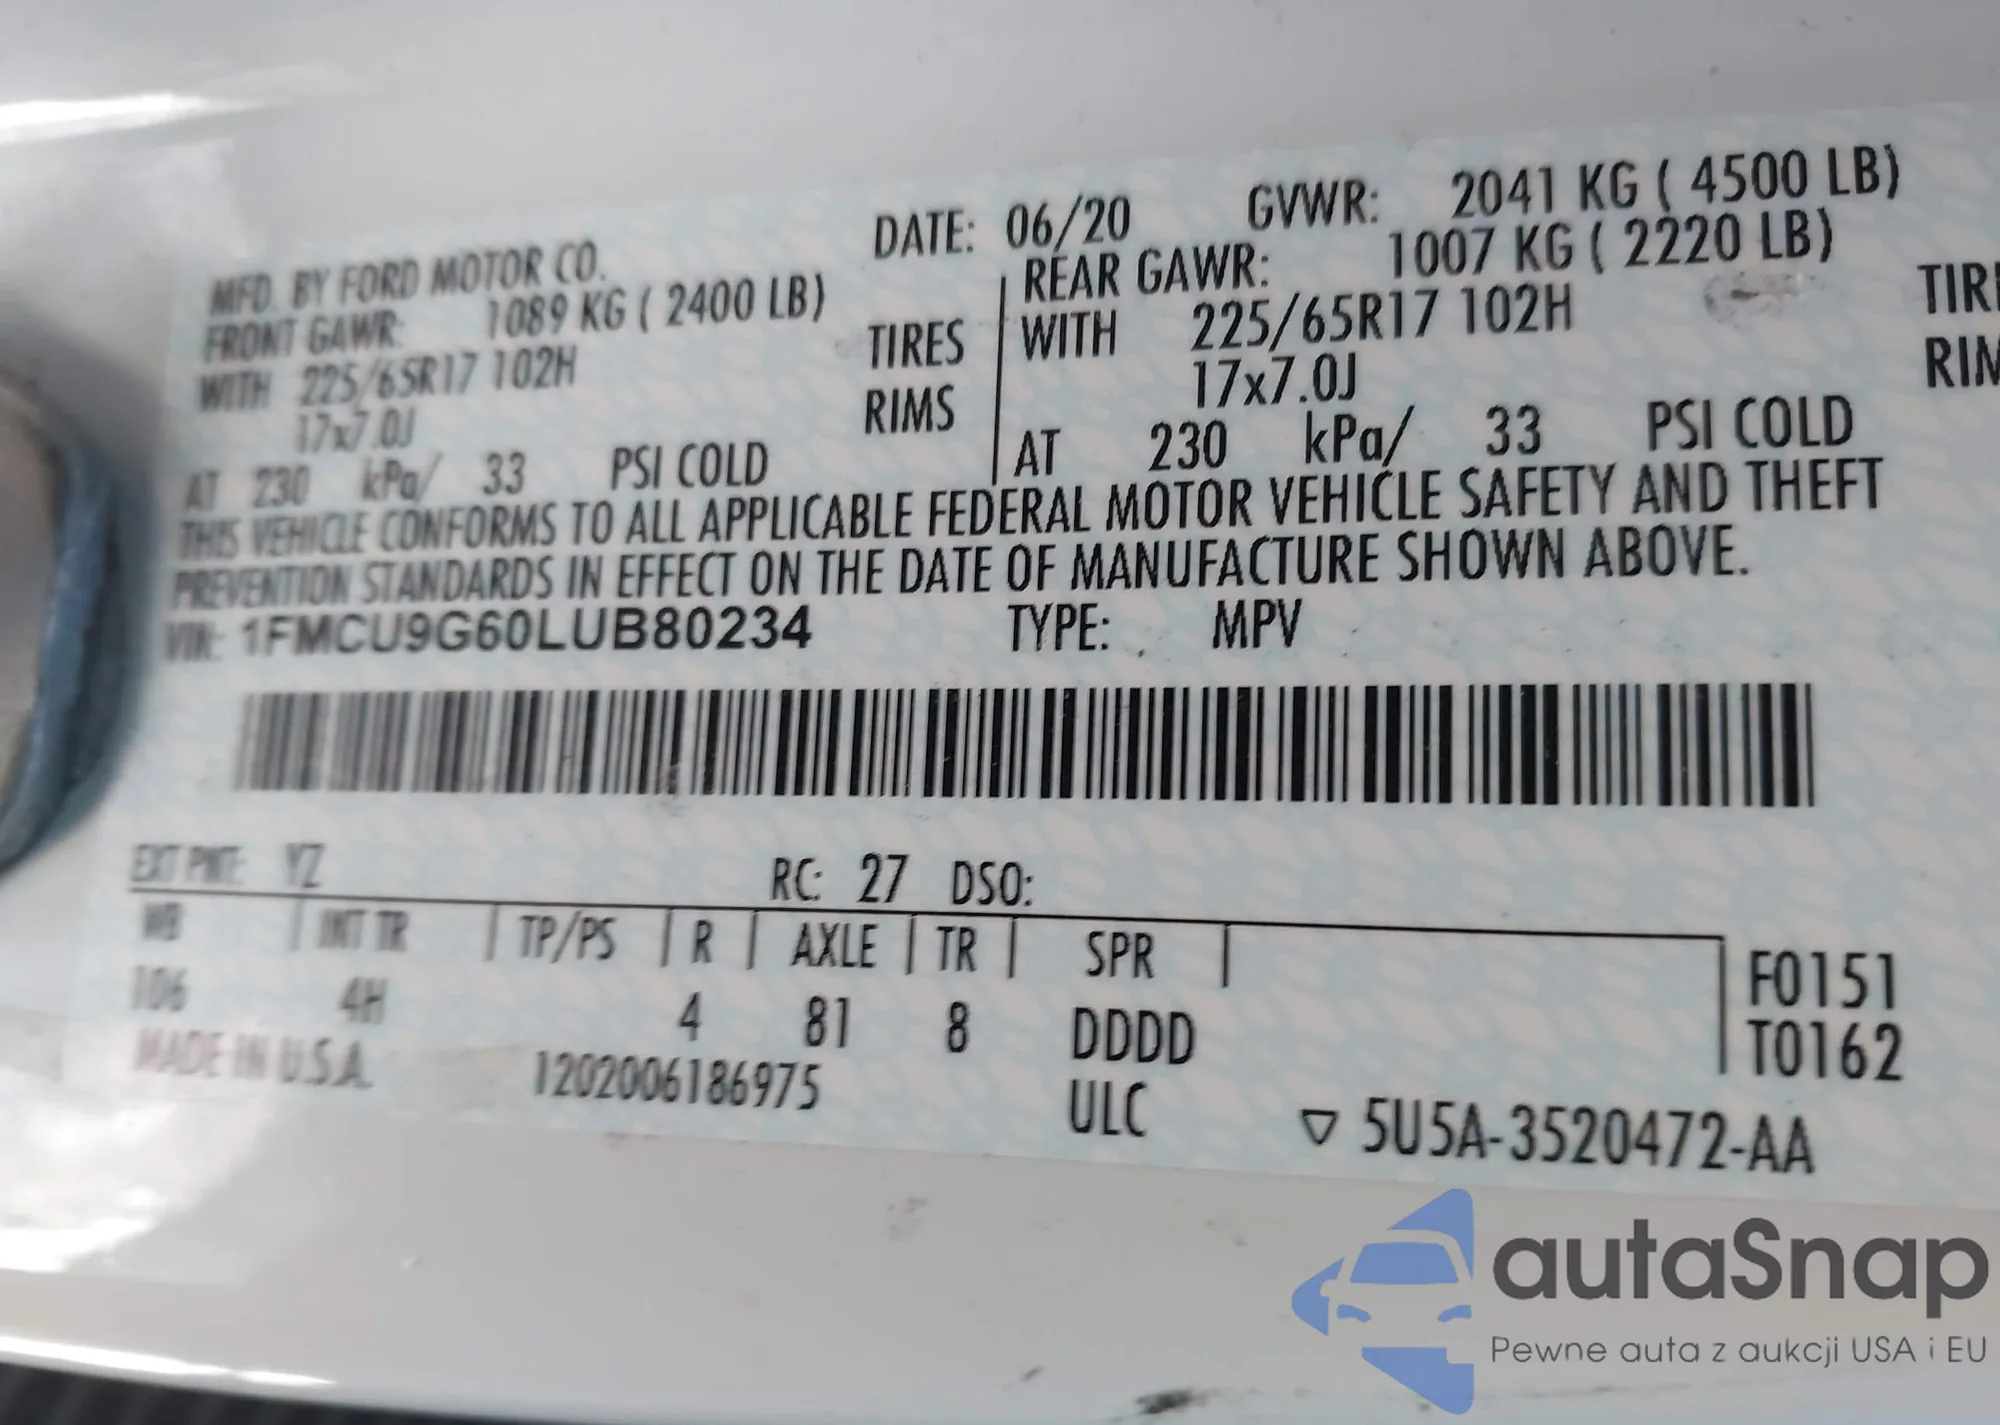 MFD. BY FORD MOTOR CO. DATE: 06/20 GVWR: 2041 KG ( 4500 LB)
FRONT GAWR: 1089 KG ( 2400 LB) REAR GAWR: 1007 KG ( 2220 LB)
WITH 225/65R17 102H TIRES WITH 225/65R17 102H TIR
17x7.0J RIMS 17x7.0J RIM
AT 230 kPa/ 33 PSI COLD AT 230 kPa/ 33 PSI COLD
THIS VEHICLE CONFORMS TO ALL APPLICABLE FEDERAL MOTOR VEHICLE SAFETY AND THEFT
PREVENTION STANDARDS IN EFFECT ON THE DATE OF MANUFACTURE SHOWN ABOVE.
VIN: 1FMCU9G60LUB80234 TYPE: MPV
EXT PNT: YZ RC: 27 DSO:
WB INT TR TP/PS R AXLE TR SPR F0151
106 4H 4 81 8 DDDD T0162
MADE IN U.S.A. 1202006186975 ULC ▽ 5U5A-3520472-AA
autaSnap
Pewne auta z aukcji USA i EU